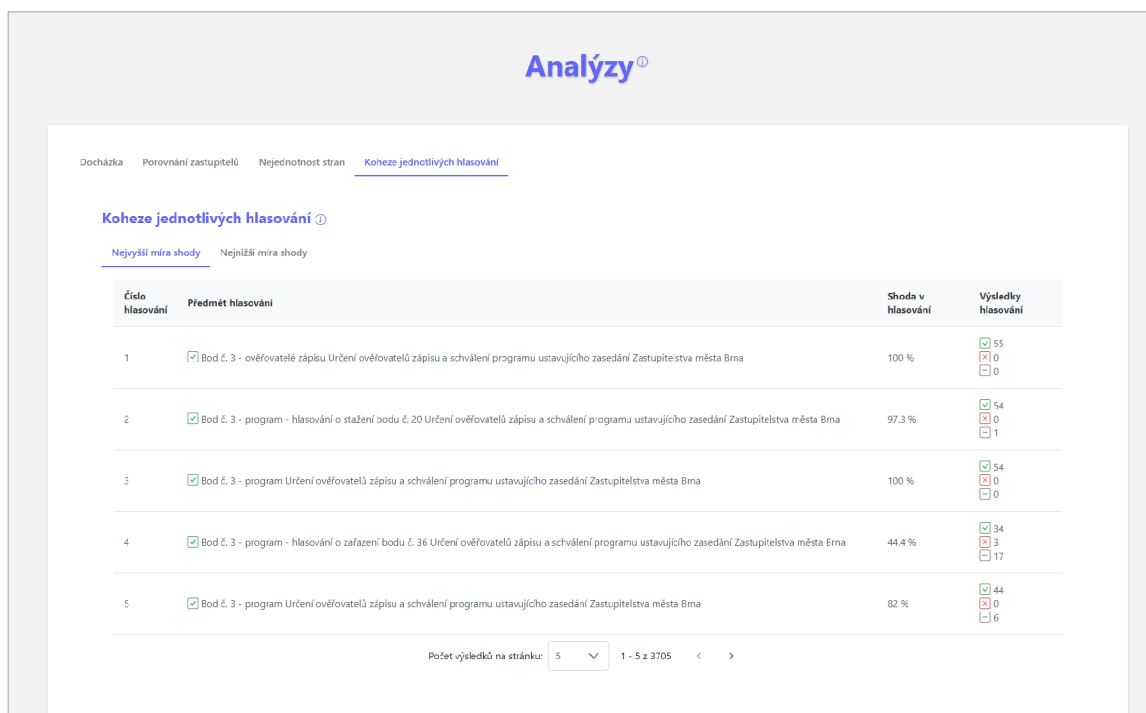 Analýzy
Docházka Porovnání zastupitelů Nejednotnost stran Koheze jednotlivých hlasování
Koheze jednotlivých hlasování
Nejvyšší míra shody Nejnižší míra shody
Číslo hlasování Předmět hlasování Shoda v hlasování Výsledky hlasování
1 Bod č. 3 - ověřovatelé zápisu Určení ověřovatelů zápisu a schválení programu ustavujícího zasedání Zastupitelstva města Brna 100 % 55
0
0
2 Bod č. 3 - program - hlasování o stažení bodu č. 20 Určení ověřovatelů zápisu a schválení programu ustavujícího zasedání Zastupitelstva města Brna 97.3 % 54
0
1
3 Bod č. 3 - program Určení ověřovatelů zápisu a schválení programu ustavujícího zasedání Zastupitelstva města Brna 100 % 54
0
0
4 Bod č. 3 - program - hlasování o zařazení bodu č. 36 Určení ověřovatelů zápisu a schválení programu ustavujícího zasedání Zastupitelstva města Brna 44.4 % 34
3
17
5 Bod č. 3 - program Určení ověřovatelů zápisu a schválení programu ustavujícího zasedání Zastupitelstva města Brna 82 % 44
0
6
Počet výsledků na stránku: 5 1 - 5 z 3705